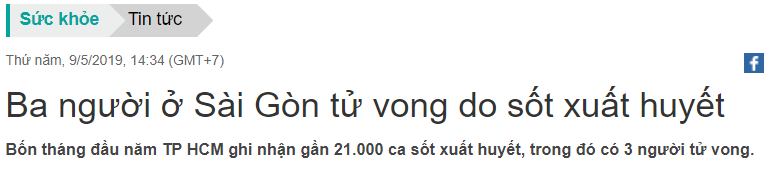 Sức khỏe Tin tức
Thứ năm, 9/5/2019, 14:34 (GMT+7)
Ba người ở Sài Gòn tử vong do sốt xuất huyết
Bốn tháng đầu năm TP HCM ghi nhận gần 21.000 ca sốt xuất huyết, trong đó có 3 người tử vong.